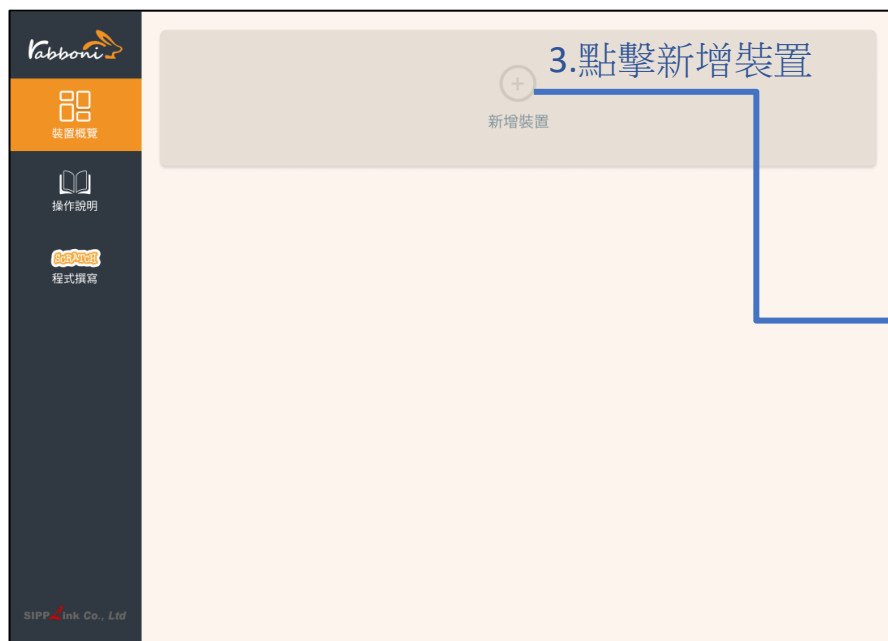 rabboni
3.點擊新增裝置
新增裝置
裝置概覽
操作說明
SCRATCH
程式撰寫
SIPPLink Co., Ltd